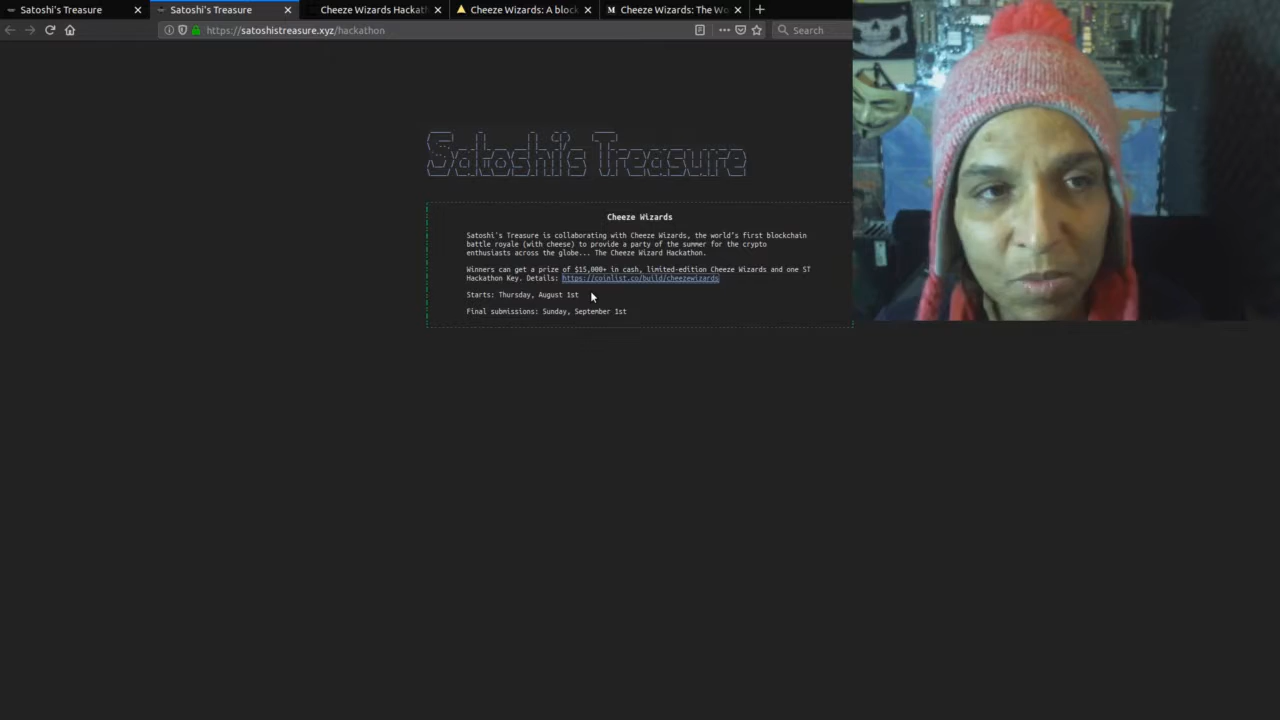 Satoshi's Treasure
Satoshi's Treasure
Cheeze Wizards Hackath
Cheeze Wizards: A block
Cheeze Wizards: The Wo
https://satoshistreasure.xyz/hackathon
Search
Satoshi's Treasure
Cheeze Wizards
Satoshi's Treasure is collaborating with Cheeze Wizards, the world's first blockchain
battle royale (with cheese) to provide a party of the summer for the crypto
enthusiasts across the globe... The Cheeze Wizard Hackathon.
Winners can get a prize of $15,000+ in cash, limited-edition Cheeze Wizards and one ST
Hackathon Key. Details: https://coinlist.co/build/cheezewizards
Starts: Thursday, August 1st
Final submissions: Sunday, September 1st